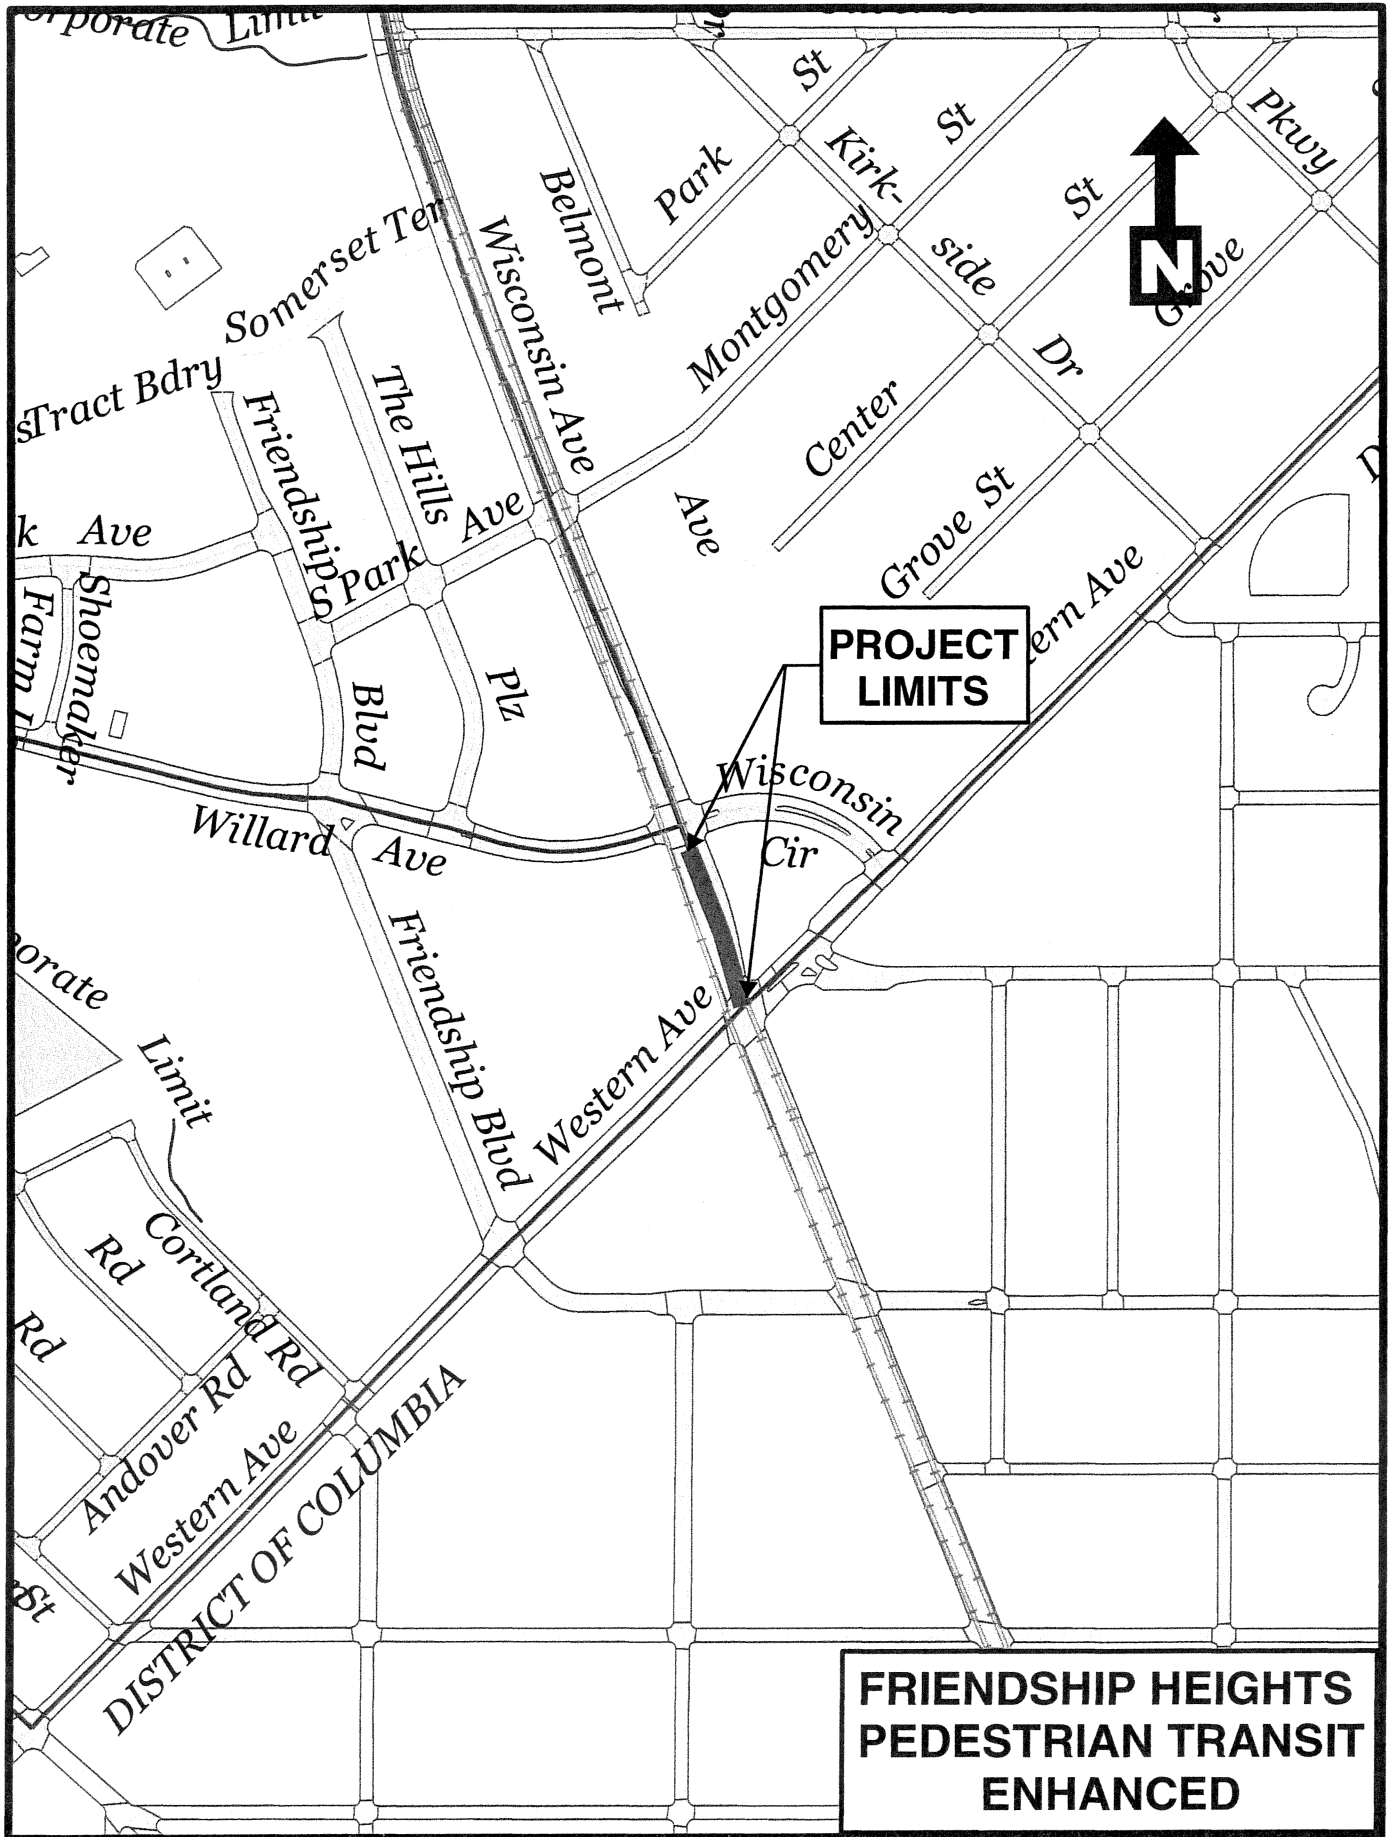 Limit
St
Kirk-
St
Pkwy
Park
Belmont
St
Somerset Ter
Wisconsin Ave
Montgomery
side
N
Grove
Dr
Tract Bdry
The Hills
Friendship
Center
Ave
Ave
Ave
Grove St
S Park
Shoemaker
Farm
PROJECT
LIMITS
ern Ave
Plz
Blvd
Wisconsin
Cir
Willard
Ave
Friendship Blvd
orate
Limit
Western Ave
Rd
Cortland Rd
Rd
Andover Rd
Western Ave
DISTRICT OF COLUMBIA
St
FRIENDSHIP HEIGHTS
PEDESTRIAN TRANSIT
ENHANCED